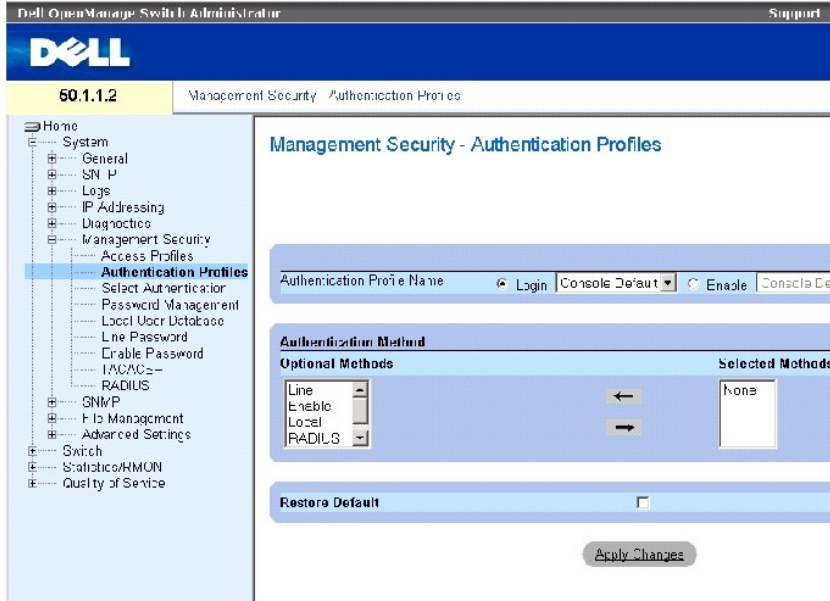 Dell OpenManage Switch Administrator
Support
DELL
60.1.1.2
Management Security - Authentication Profiles
Home
System
General
SNTP
Logs
IP Addressing
Diagnostics
Management Security
Access Profiles
Authentication Profiles
Select Authentication
Password Management
Local User Database
Line Password
Enable Password
TACACS+
RADIUS
SNMP
File Management
Advanced Settings
Switch
Statistics/RMON
Quality of Service
Management Security - Authentication Profiles
Authentication Profile Name
Login
Console Default
Enable
Console De
Authentication Method
Optional Methods
Selected Methods
Line
Enable
Local
RADIUS
None
Restore Default
Apply Changes